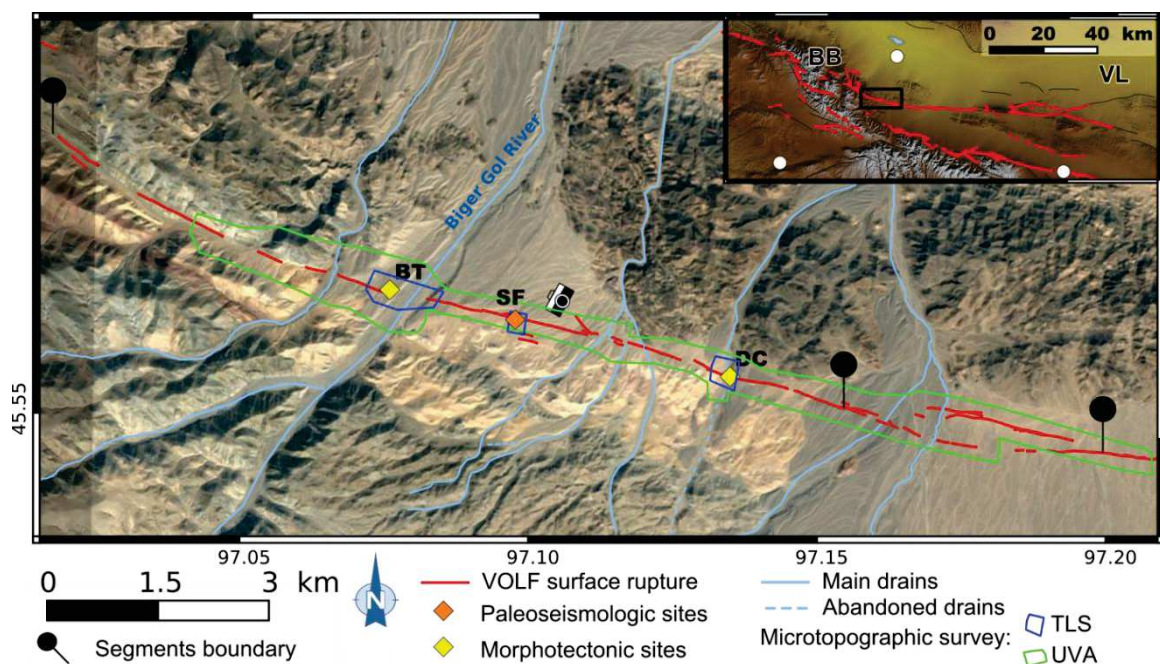 0 20 40 km
BB
VL
Biger Gol River
BT
SF
DC
45.55
97.05 97.10 97.15 97.20
0 1.5 3 km
N
Segments boundary
VOLF surface rupture
Paleoseismologic sites
Morphotectonic sites
Main drains
Abandoned drains
Microtopographic survey:
TLS
UVA